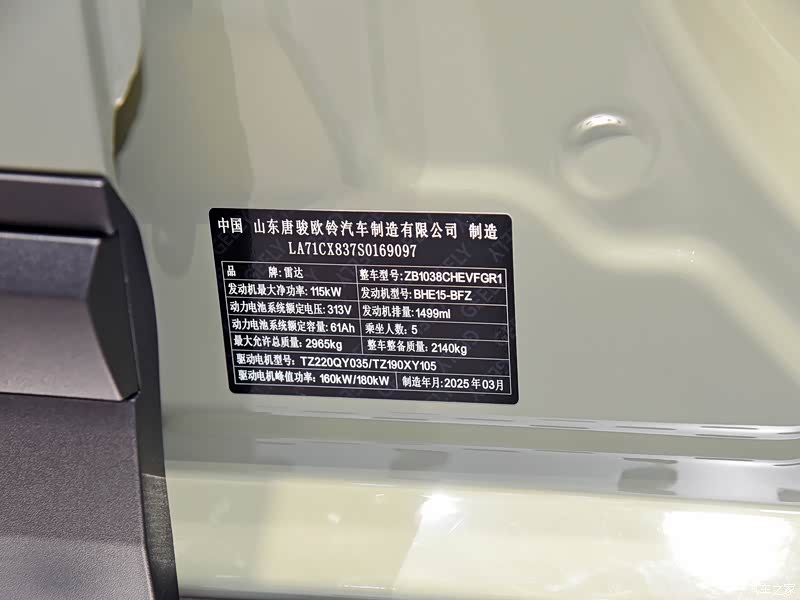 中国 山东唐骏欧铃汽车制造有限公司 制造
LA71CX837S0169097
品 牌:雷达 整车型号:ZB1038CHEVFGR1
发动机最大净功率:115kW 发动机型号:BHE15-BFZ
动力电池系统额定电压:313V 发动机排量:1499ml
动力电池系统额定容量:61Ah 乘坐人数:5
最大允许总质量:2965kg 整车整备质量:2140kg
驱动电机型号:TZ220QY035/TZ190XY105
驱动电机峰值功率:160kW/180kW 制造年月:2025年03月